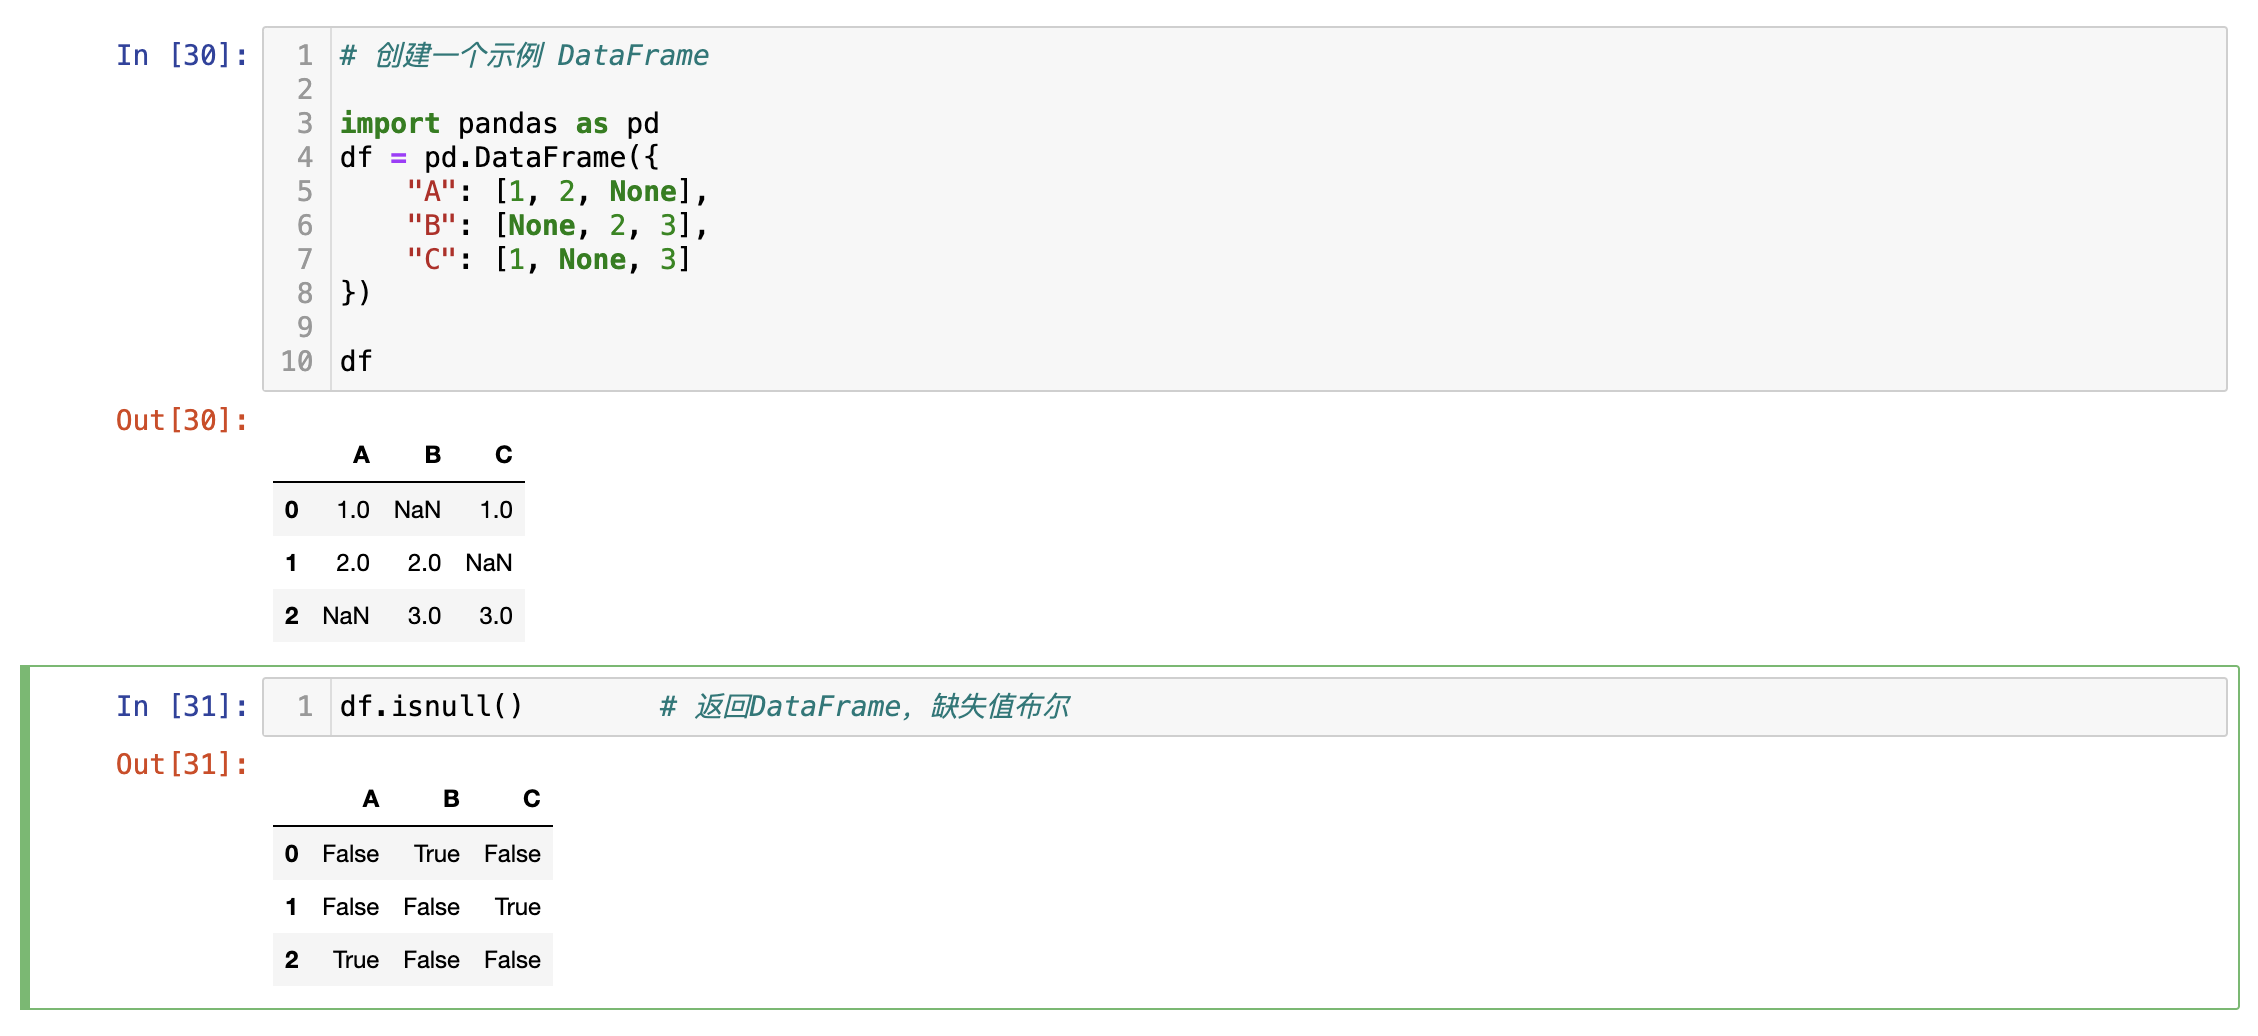 In [30]:
1 # 创建一个示例 DataFrame
2
3 import pandas as pd
4 df = pd.DataFrame({
5     "A": [1, 2, None],
6     "B": [None, 2, 3],
7     "C": [1, None, 3]
8 })
9
10 df
Out[30]:
A B C
0 1.0 NaN 1.0
1 2.0 2.0 NaN
2 NaN 3.0 3.0
In [31]:
1 df.isnull()        # 返回DataFrame, 缺失值布尔
Out[31]:
A B C
0 False True False
1 False False True
2 True False False